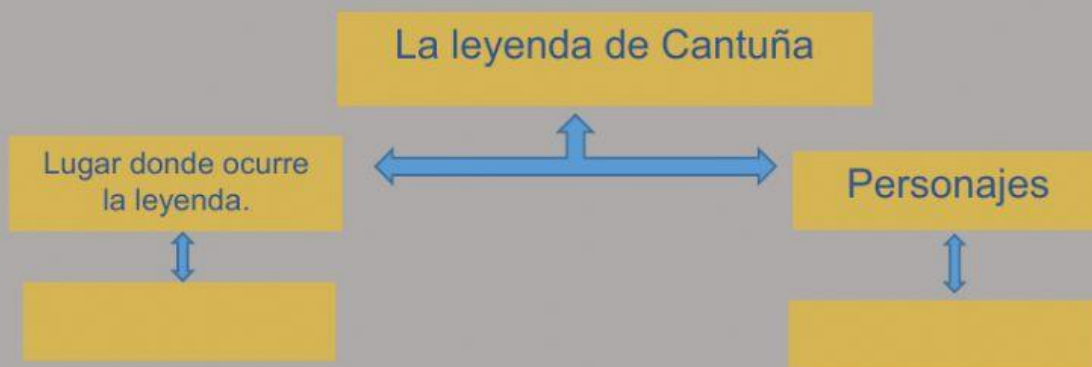 La leyenda de Cantuña
Lugar donde ocurre
la leyenda.
Personajes